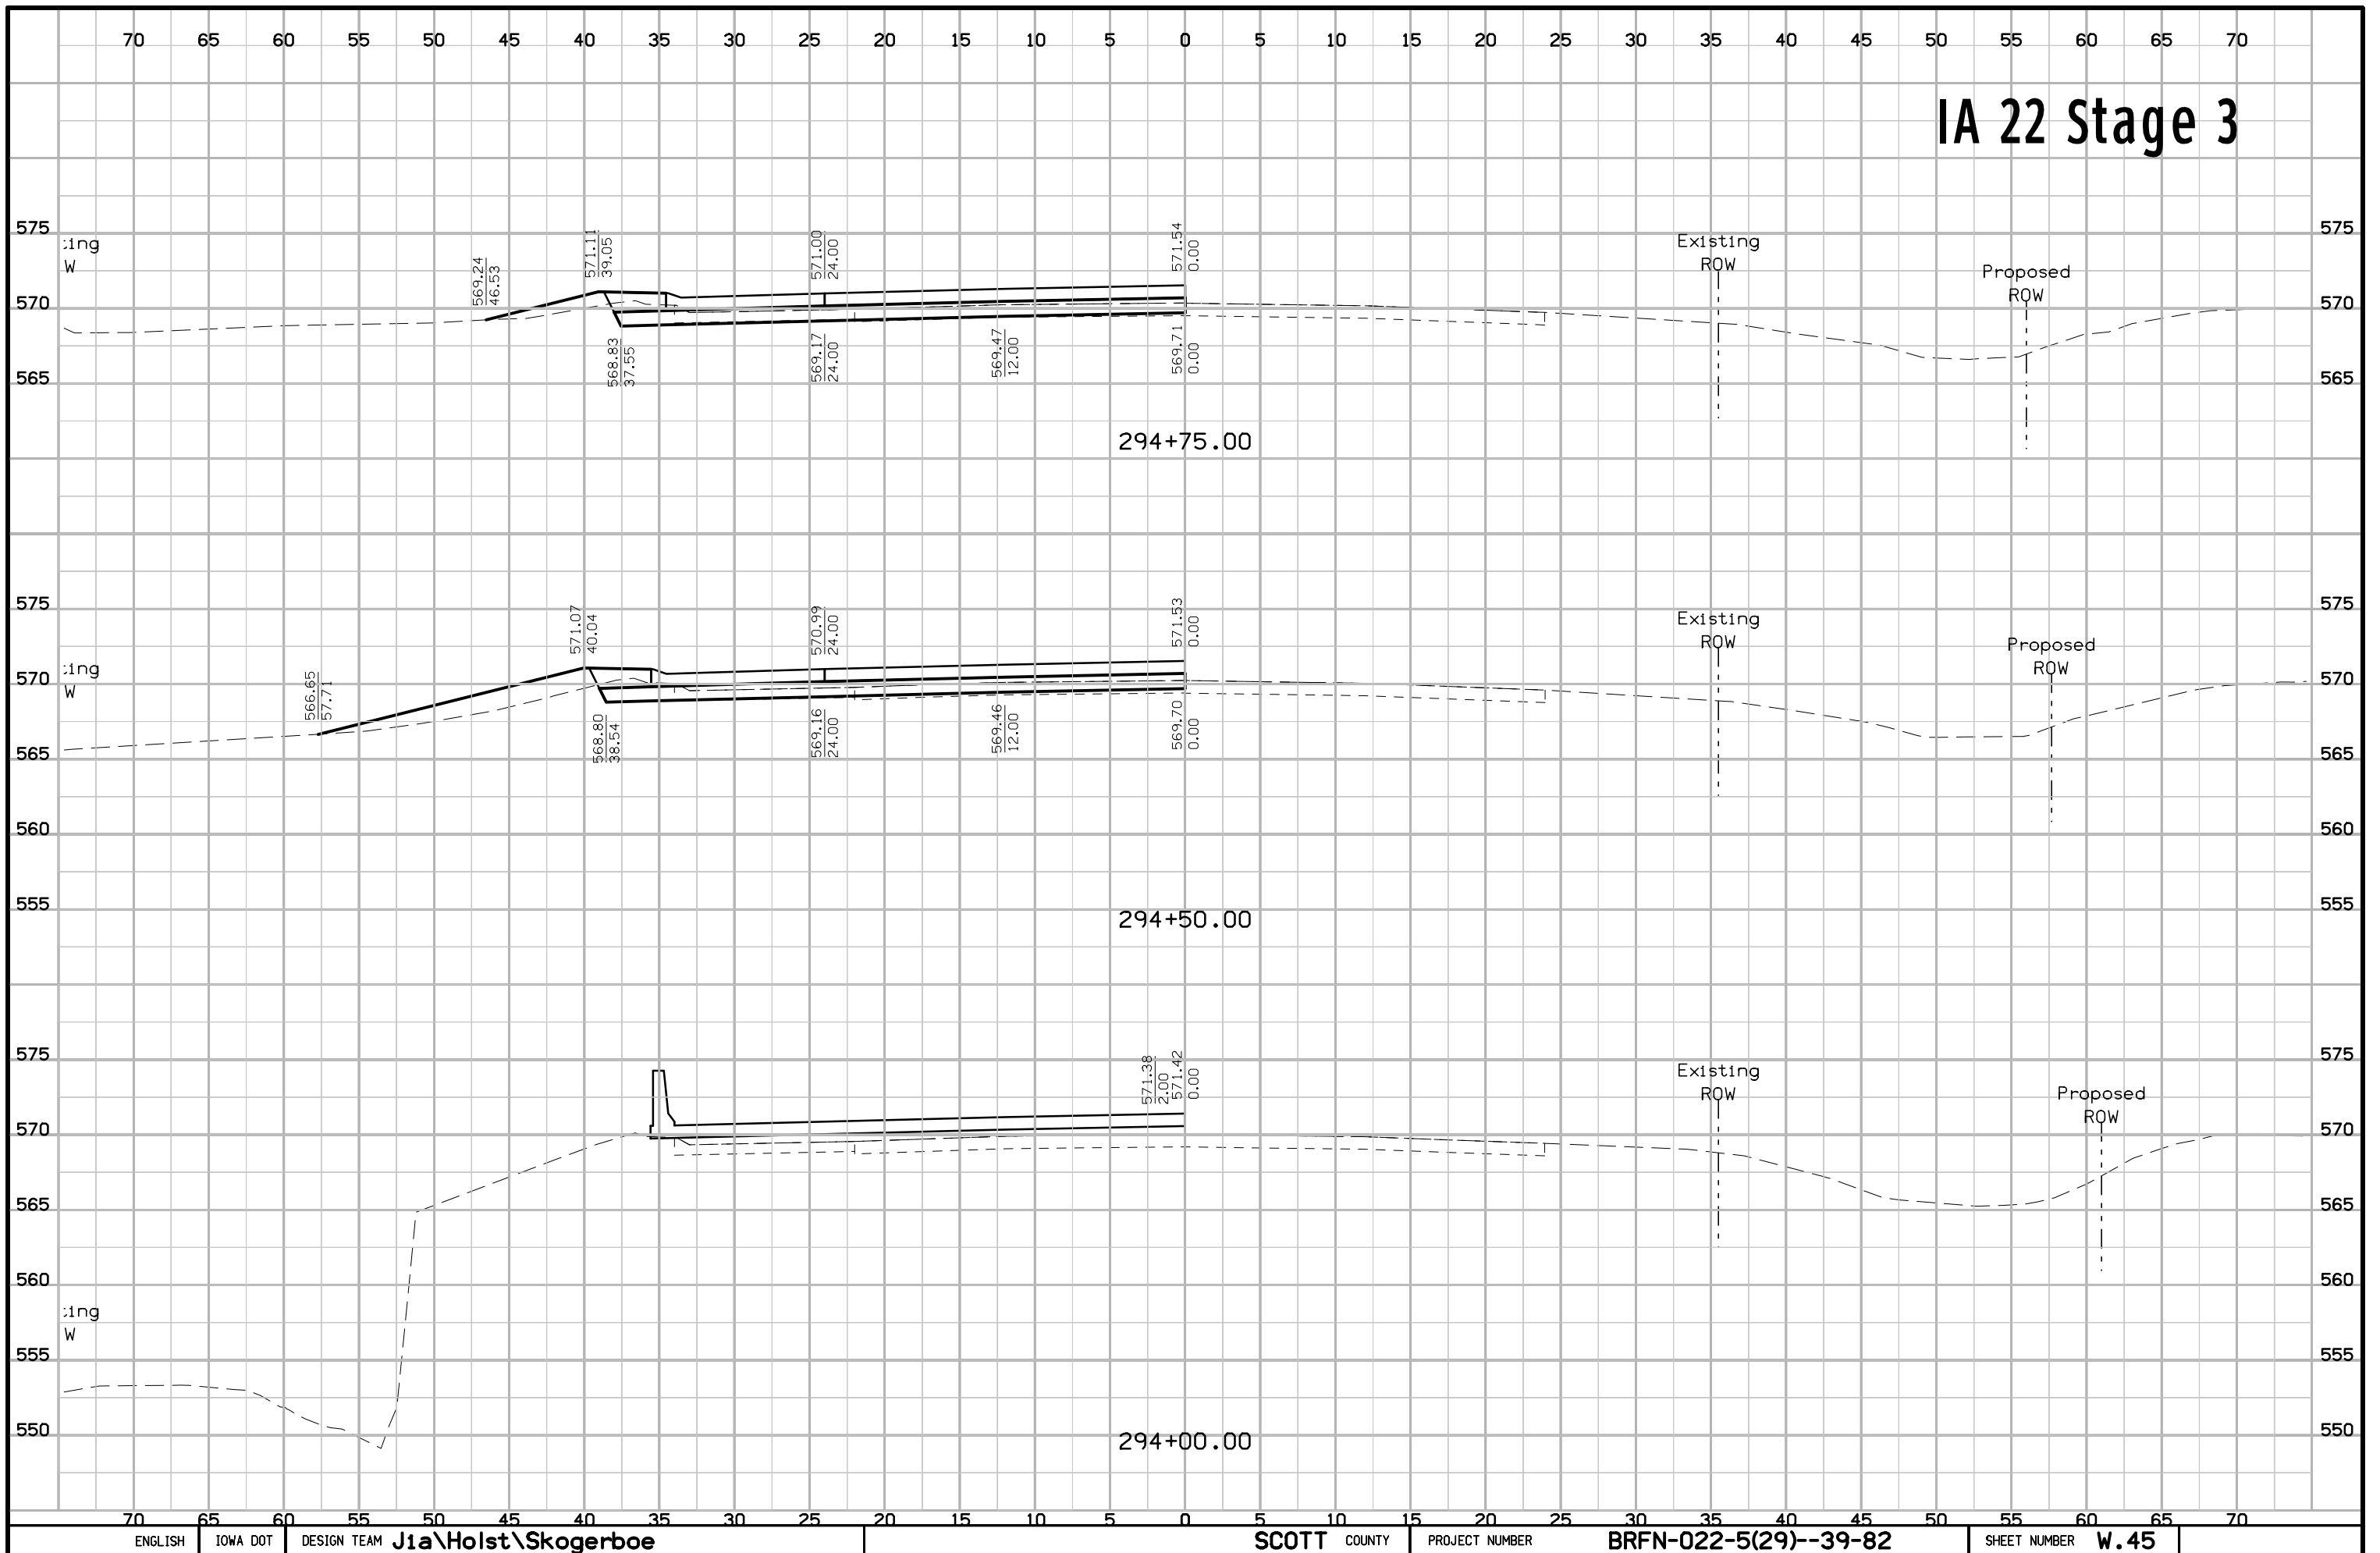 70 65 60 55 50 45 40 35 30 25 20 15 10 5 0 5 10 15 20 25 30 35 40 45 50 55 60 65 70
IA 22 Stage 3
575 575
ting
W
569.24
46.53
571.11
39.05
571.00
24.00
571.54
0.00
Existing
ROW
Proposed
ROW
570 570
568.83
37.55
569.17
24.00
569.47
12.00
569.71
0.00
565 565
294+75.00
575 575
ting
W
566.65
57.71
571.07
40.04
570.99
24.00
571.53
0.00
Existing
ROW
Proposed
ROW
570 570
568.80
38.54
569.16
24.00
569.46
12.00
569.70
0.00
565 565
560 560
555 555
294+50.00
575 575
571.38
2.00
571.42
0.00
Existing
ROW
Proposed
ROW
570 570
565 565
560 560
ting
W
555 555
550 550
294+00.00
70 65 60 55 50 45 40 35 30 25 20 15 10 5 0 5 10 15 20 25 30 35 40 45 50 55 60 65 70
ENGLISH IOWA DOT DESIGN TEAM Jia\Holst\Skogerboe SCOTT COUNTY PROJECT NUMBER BRFN-022-5(29)--39-82 SHEET NUMBER W.45